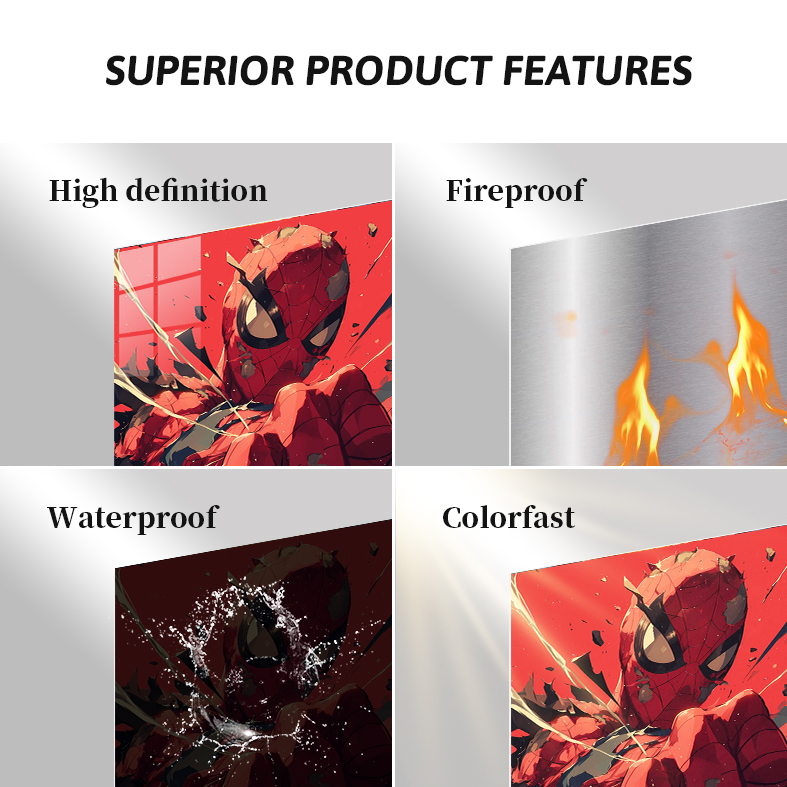 SUPERIOR PRODUCT FEATURES
High definition
Fireproof
Waterproof
Colorfast